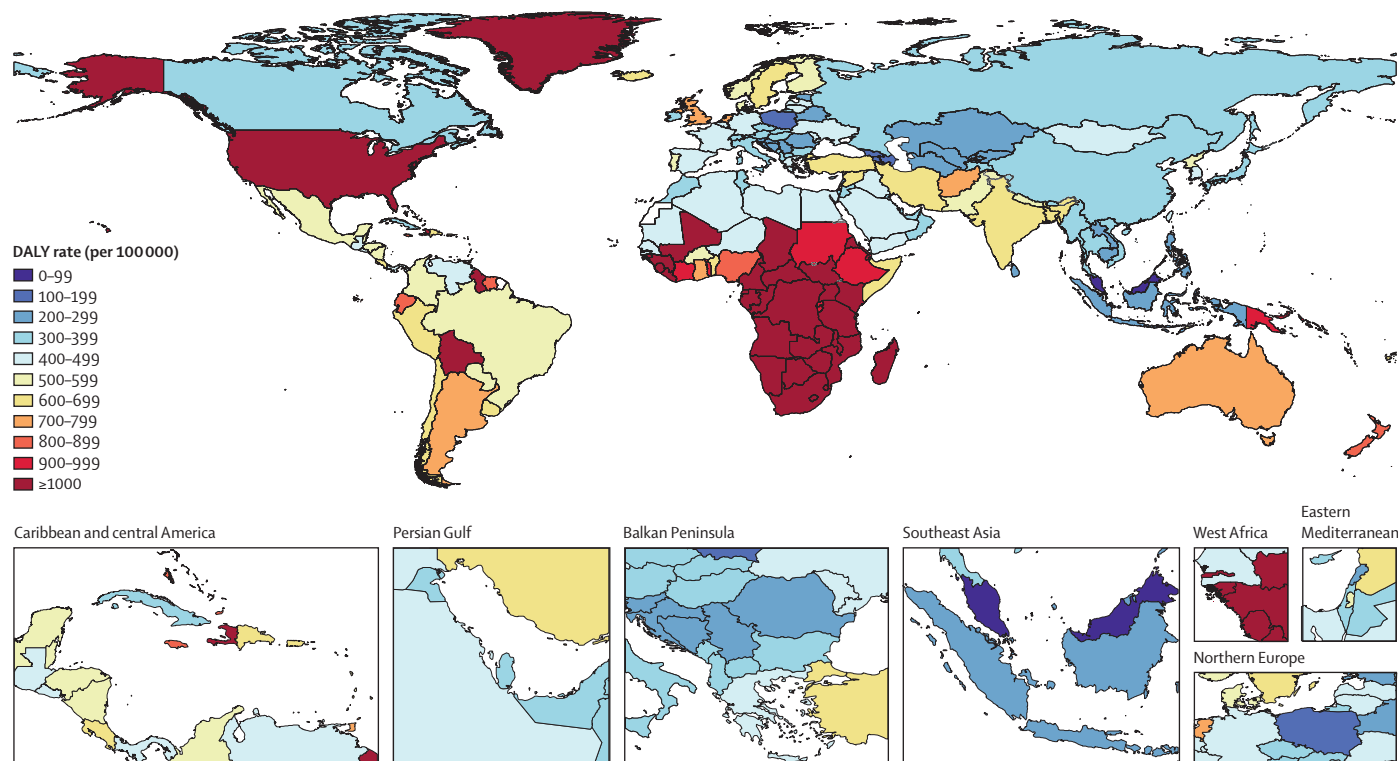 DALY rate (per 100 000)
0–99
100–199
200–299
300–399
400–499
500–599
600–699
700–799
800–899
900–999
≥1000
Caribbean and central America
Persian Gulf
Balkan Peninsula
Southeast Asia
West Africa
Eastern
Mediterranean
Northern Europe